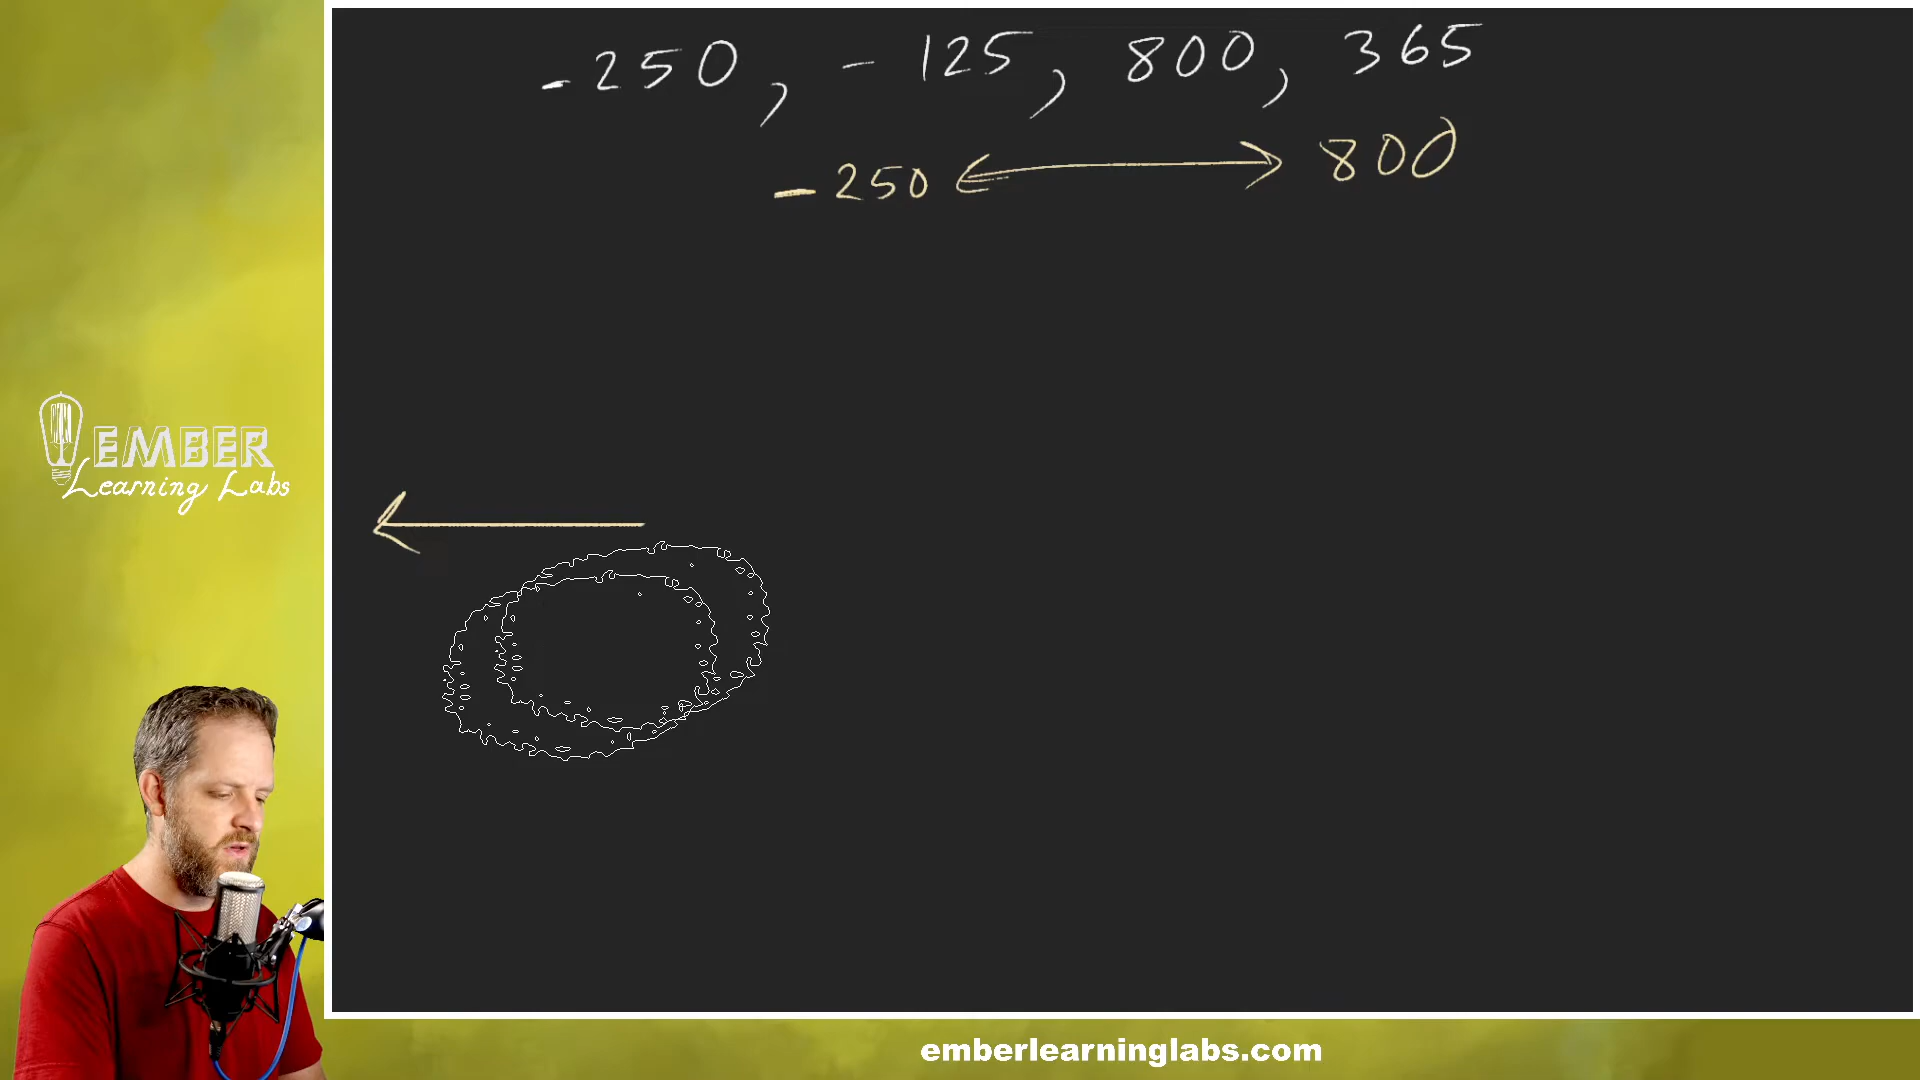 -250, -125, 800, 365
-250 ↔ 800
EMBER
Learning Labs
emberlearninglabs.com